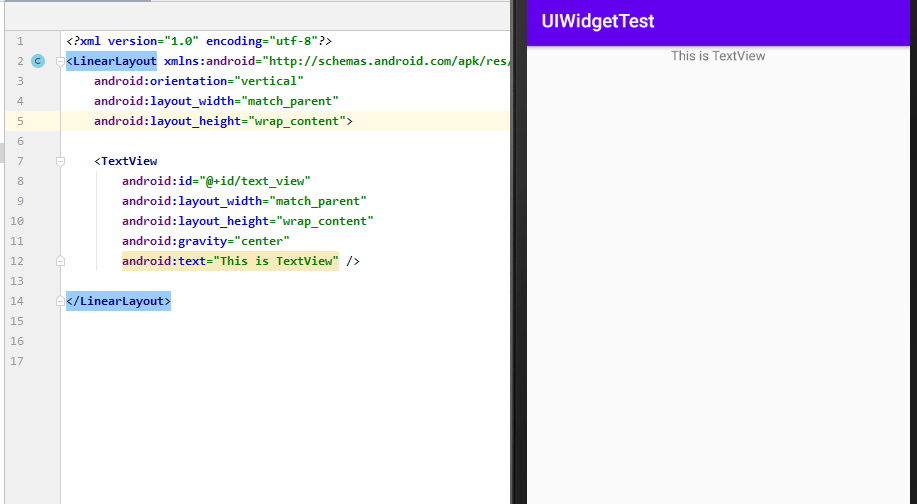 1 <?xml version="1.0" encoding="utf-8"?>
2 C <LinearLayout xmlns:android="http://schemas.android.com/apk/res/
3 android:orientation="vertical"
4 android:layout_width="match_parent"
5 android:layout_height="wrap_content">
6
7 <TextView
8 android:id="@+id/text_view"
9 android:layout_width="match_parent"
10 android:layout_height="wrap_content"
11 android:gravity="center"
12 android:text="This is TextView" />
13
14 </LinearLayout>
15
16
17
UIWidgetTest
This is TextView